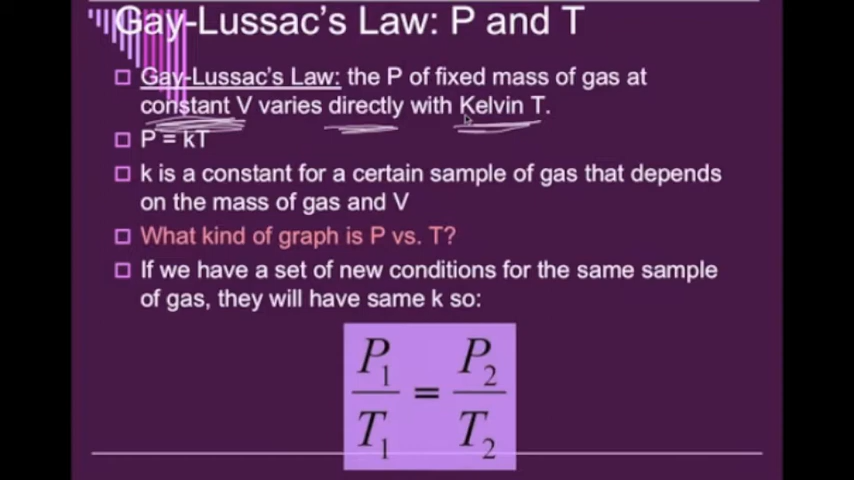 Gay-Lussac's Law: P and T
Gay-Lussac's Law: the P of fixed mass of gas at
constant V varies directly with Kelvin T.
P = kT
k is a constant for a certain sample of gas that depends
on the mass of gas and V
What kind of graph is P vs. T?
If we have a set of new conditions for the same sample
of gas, they will have same k so:
P₁/T₁ = P₂/T₂